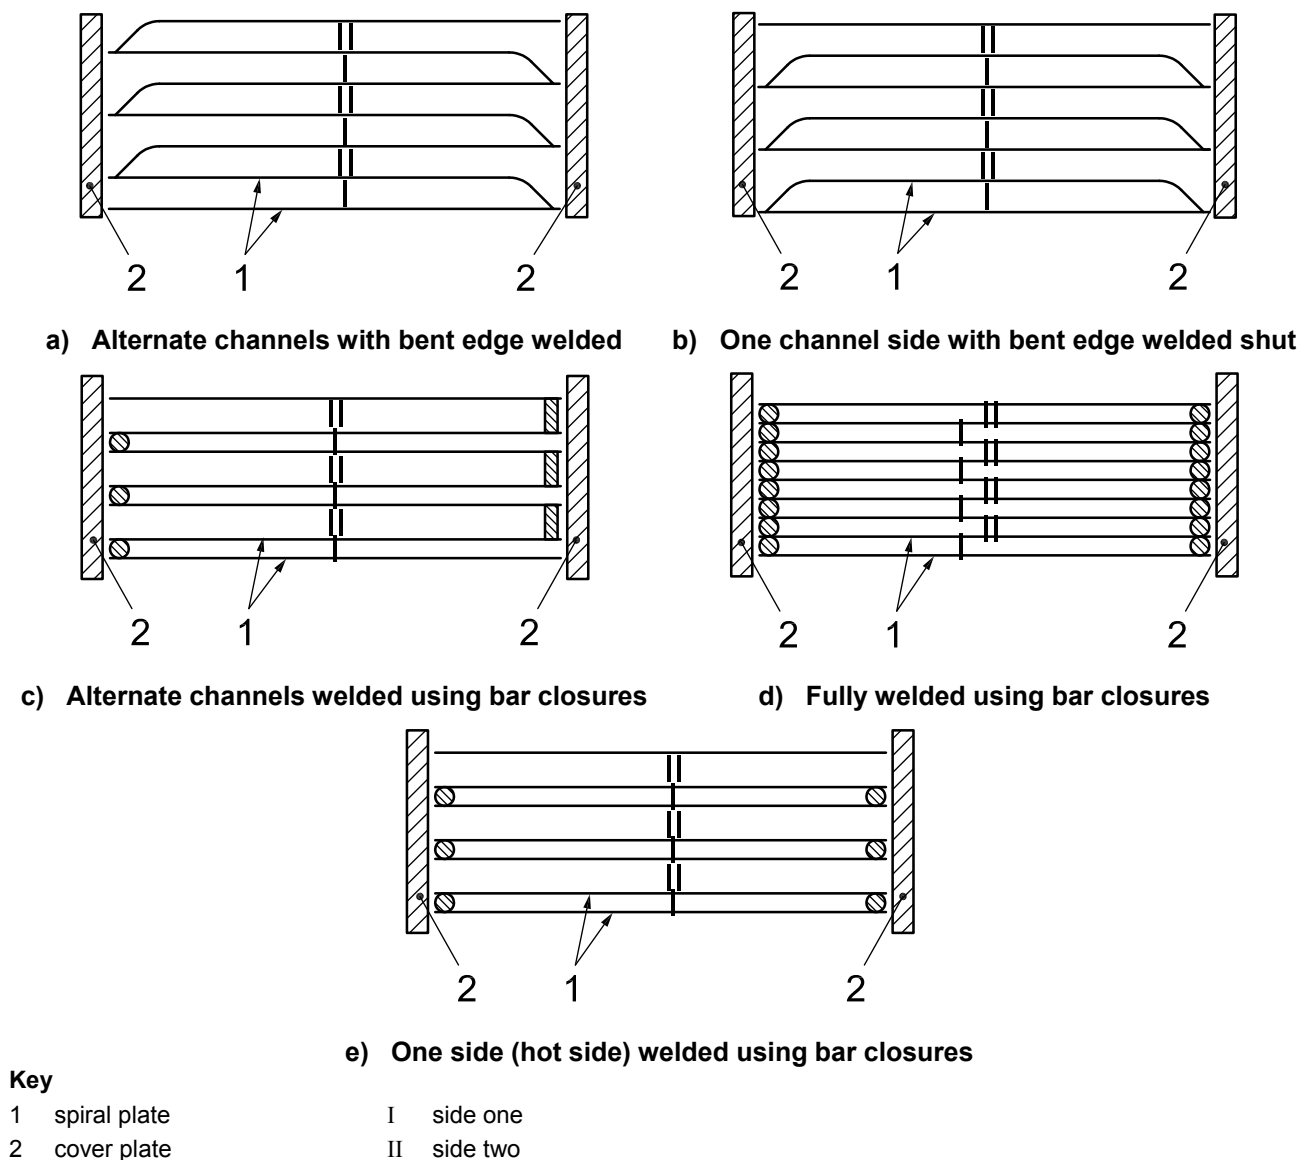 2 1 2 2 1 2
a) Alternate channels with bent edge welded b) One channel side with bent edge welded shut
2 1 2 2 1 2
c) Alternate channels welded using bar closures d) Fully welded using bar closures
2 1 2
e) One side (hot side) welded using bar closures
Key
1 spiral plate I side one
2 cover plate II side two